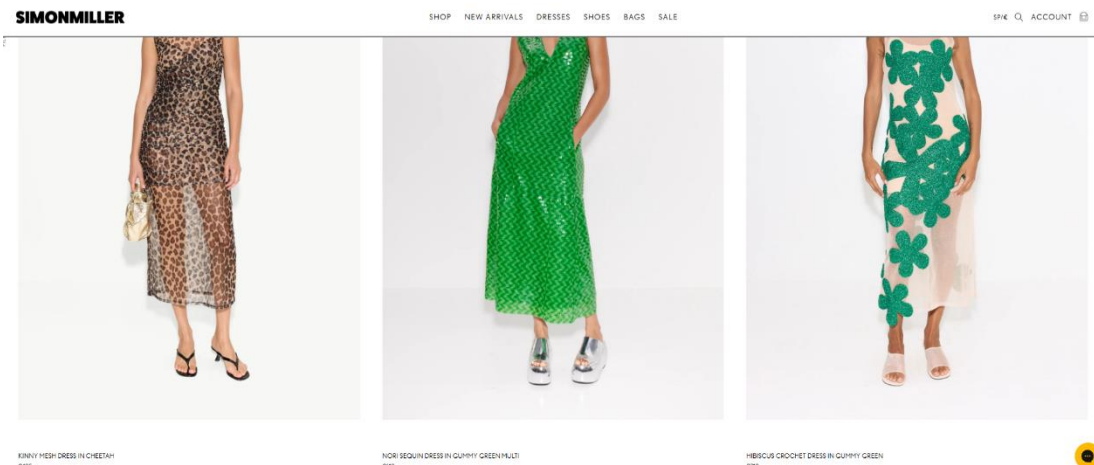 SIMONMILLER
SHOP NEW ARRIVALS DRESSES SHOES BAGS SALE
ACCOUNT
KINNY MESH DRESS IN CHEETAH
NORI SEQUIN DRESS IN GUMMY GREEN MULTI
HIBISCUS CROCHET DRESS IN GUMMY GREEN